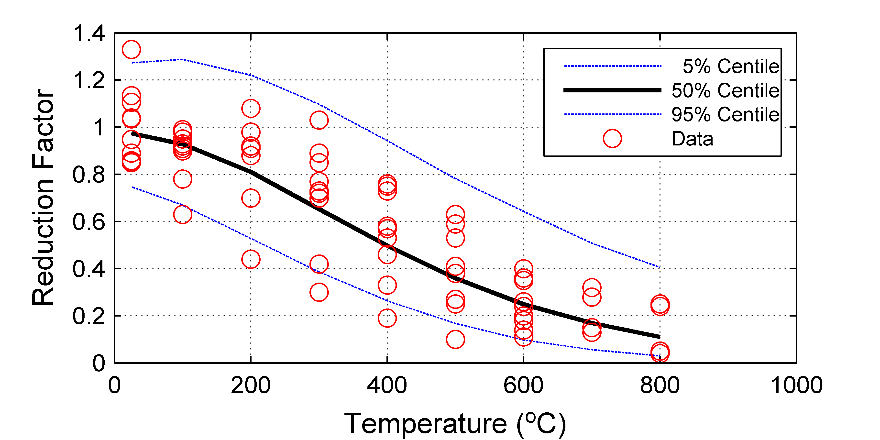 1.4
1.2
1
0.8
0.6
0.4
0.2
0
0 200 400 600 800 1000
Reduction Factor
Temperature (ºC)
5% Centile
50% Centile
95% Centile
Data